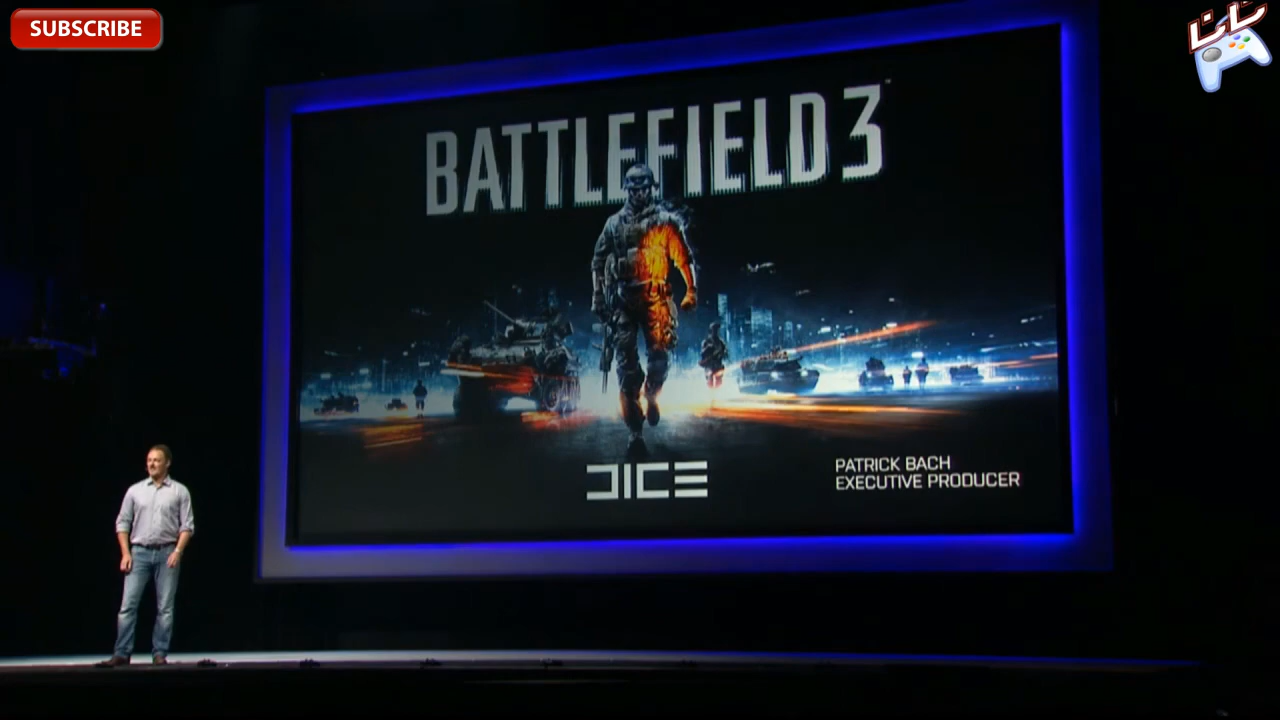 SUBSCRIBE
BATTLEFIELD 3
DICE
PATRICK BACH
EXECUTIVE PRODUCER